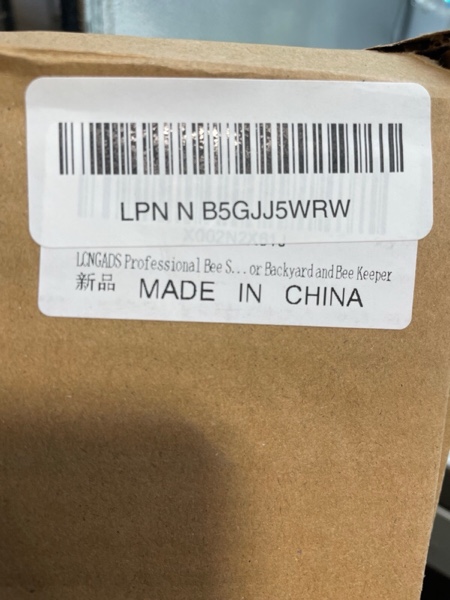 LPN N B5GJJ5WRW
LCNGADS Professional Bee S... or Backyard and Bee Keeper
新品 MADE IN CHINA